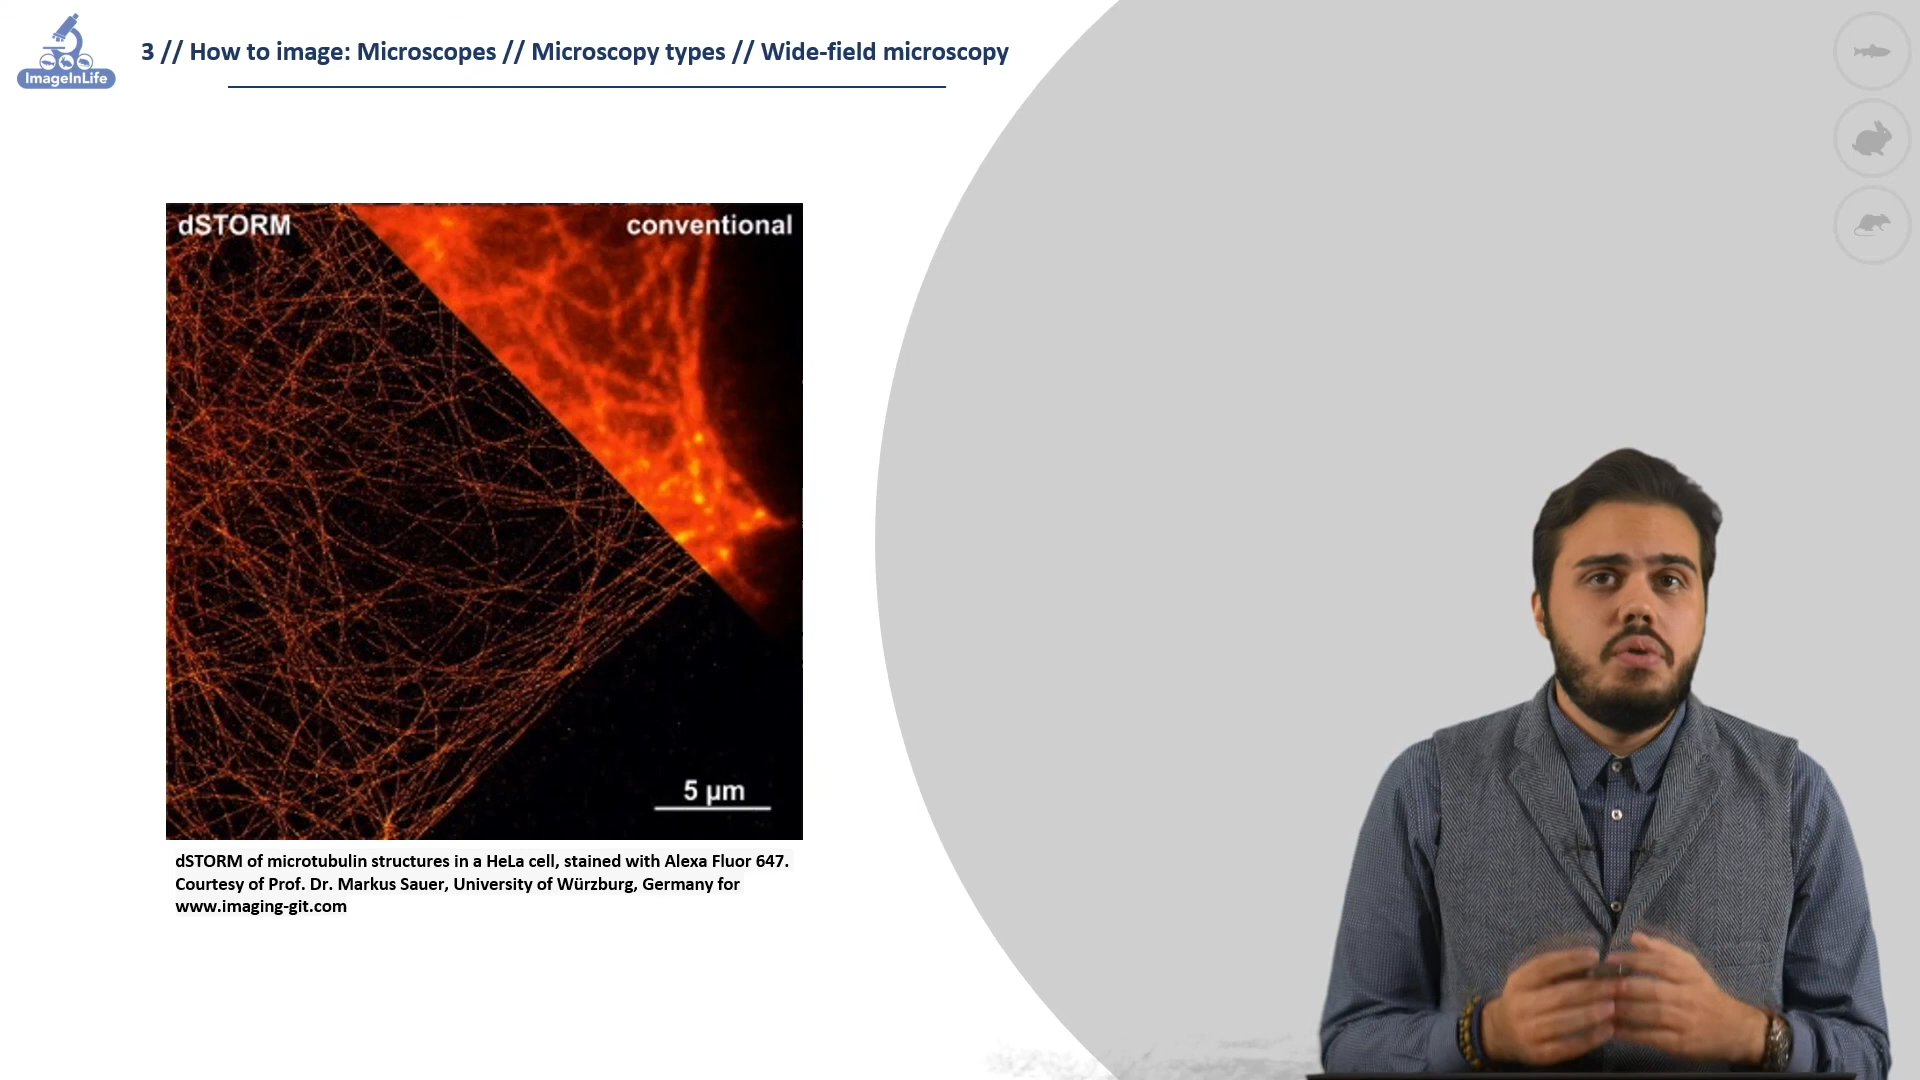 ImageInLife
3 // How to image: Microscopes // Microscopy types // Wide-field microscopy
dSTORM
conventional
5 µm
dSTORM of microtubulin structures in a HeLa cell, stained with Alexa Fluor 647.
Courtesy of Prof. Dr. Markus Sauer, University of Würzburg, Germany for
www.imaging-git.com